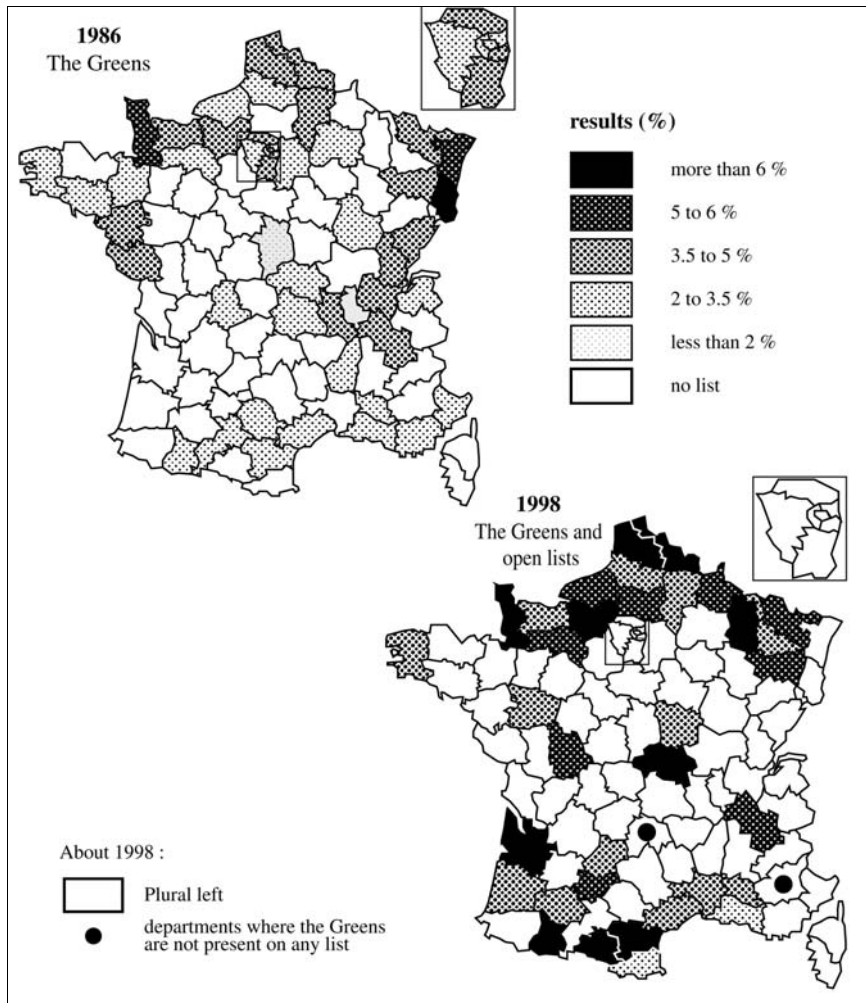 1986
The Greens
results (%)
more than 6 %
5 to 6 %
3.5 to 5 %
2 to 3.5 %
less than 2 %
no list
1998
The Greens and
open lists
About 1998 :
Plural left
departments where the Greens
are not present on any list